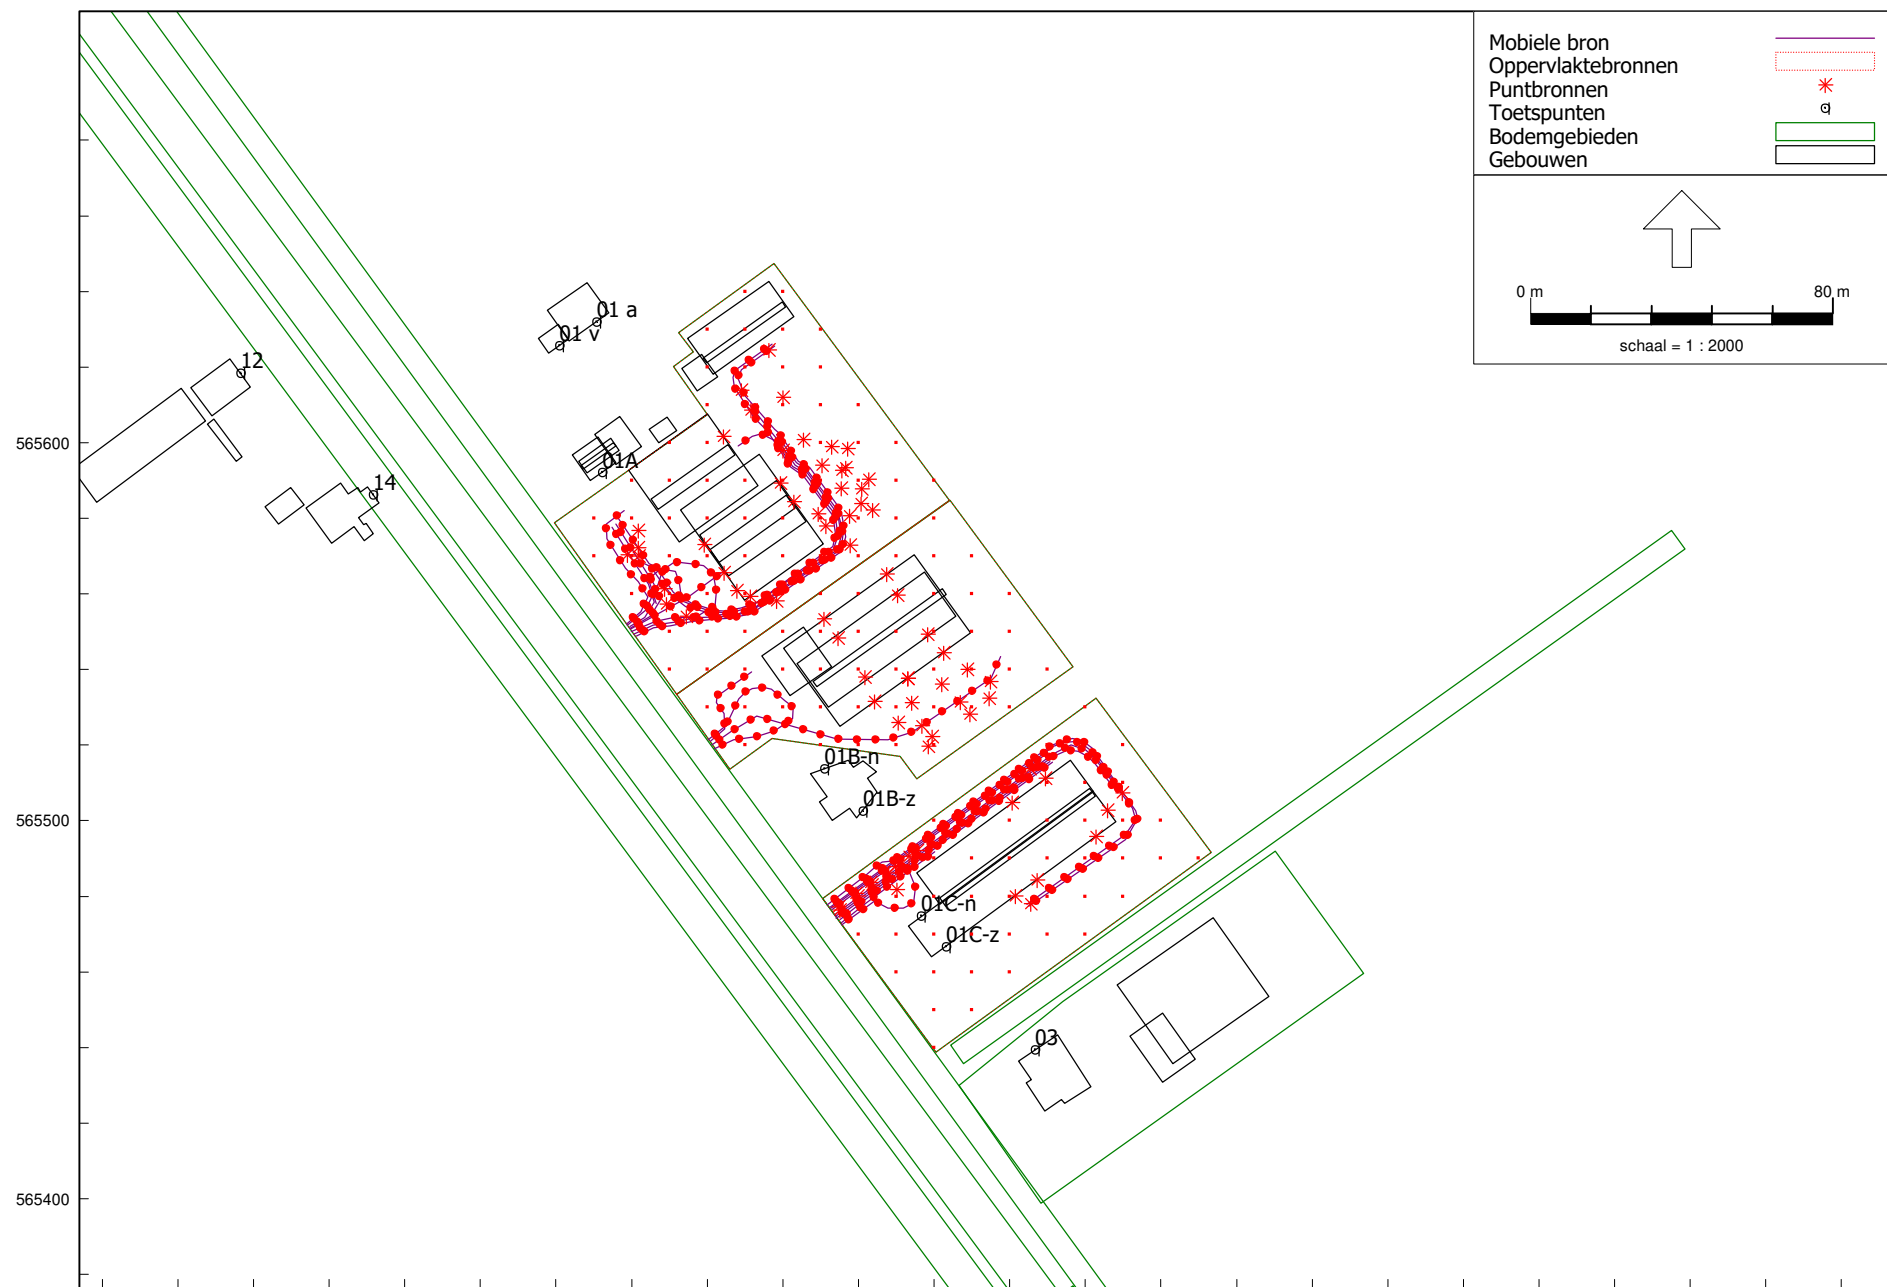 Mobiele bron
Oppervlaktebronnen
Puntbronnen
Toetspunten
Bodemgebieden
Gebouwen
0 m
80 m
schaal = 1 : 2000
01 a
01 v
12
565600
01A
14
01B-n
01B-z
565500
01C-n
01C-z
03
565400